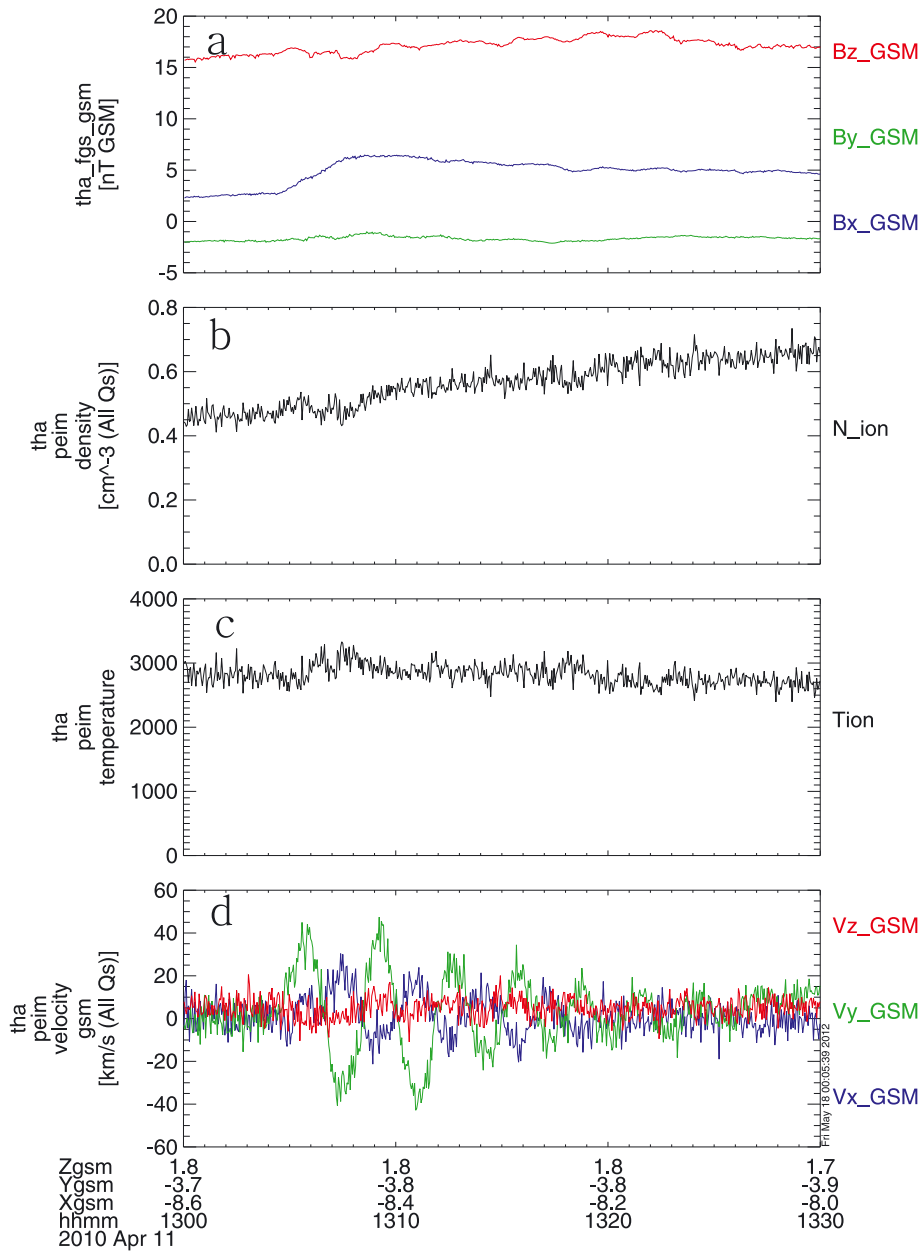 a
20
15
10
5
0
-5
tha_fgs_gsm
[nT GSM]
Bz_GSM
By_GSM
Bx_GSM
b
0.8
0.6
0.4
0.2
0.0
tha
peim
density
[cm^-3 (All Qs)]
N_ion
c
4000
3000
2000
1000
0
tha
peim
temperature
Tion
d
60
40
20
0
-20
-40
-60
tha
peim
velocity
gsm
[km/s (All Qs)]
Vz_GSM
Vy_GSM
Vx_GSM
Fri May 18 00:05:39 2012
Zgsm 1.8 1.8 1.8 1.7
Ygsm -3.7 -3.8 -3.8 -3.9
Xgsm -8.6 -8.4 -8.2 -8.0
hhmm 1300 1310 1320 1330
2010 Apr 11